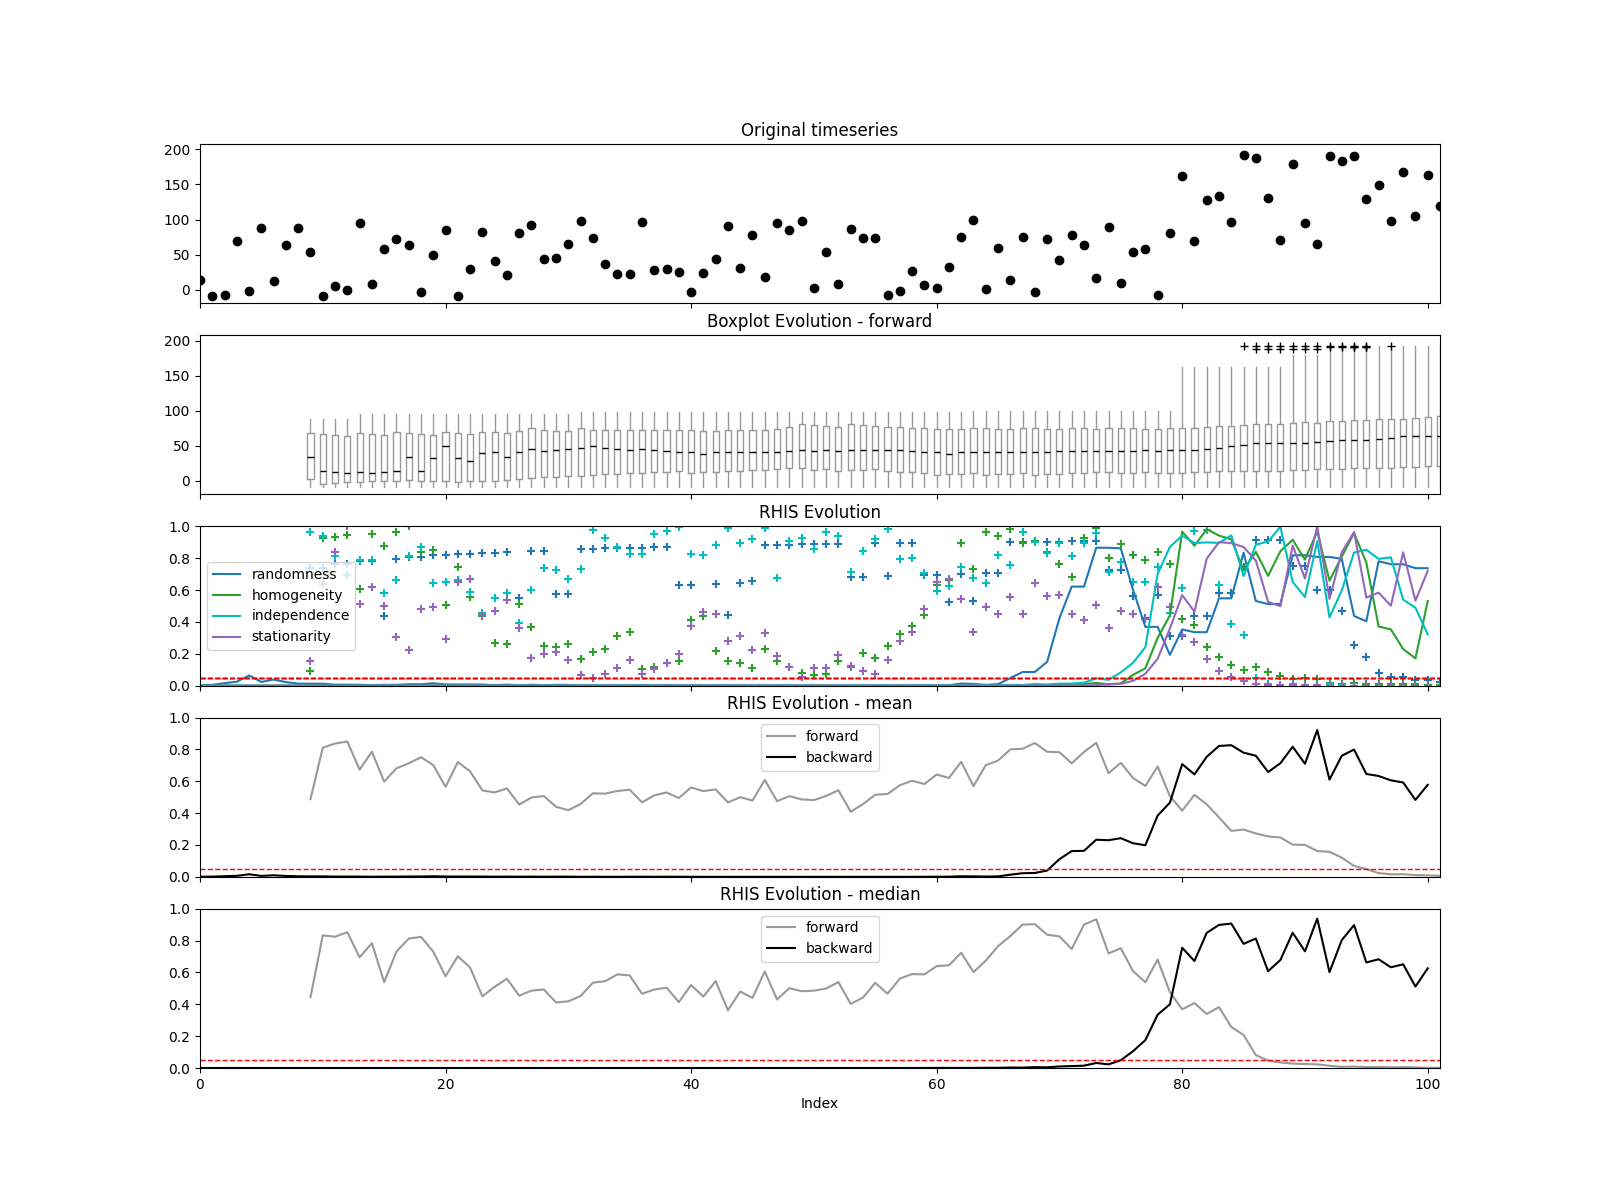 Original timeseries
200
150
100
50
0
Boxplot Evolution - forward
200
150
100
50
0
RHIS Evolution
1.0
0.8
0.6
0.4
0.2
0.0
randomness
homogeneity
independence
stationarity
RHIS Evolution - mean
1.0
0.8
0.6
0.4
0.2
0.0
forward
backward
RHIS Evolution - median
1.0
0.8
0.6
0.4
0.2
0.0
forward
backward
0 20 40 60 80 100
Index